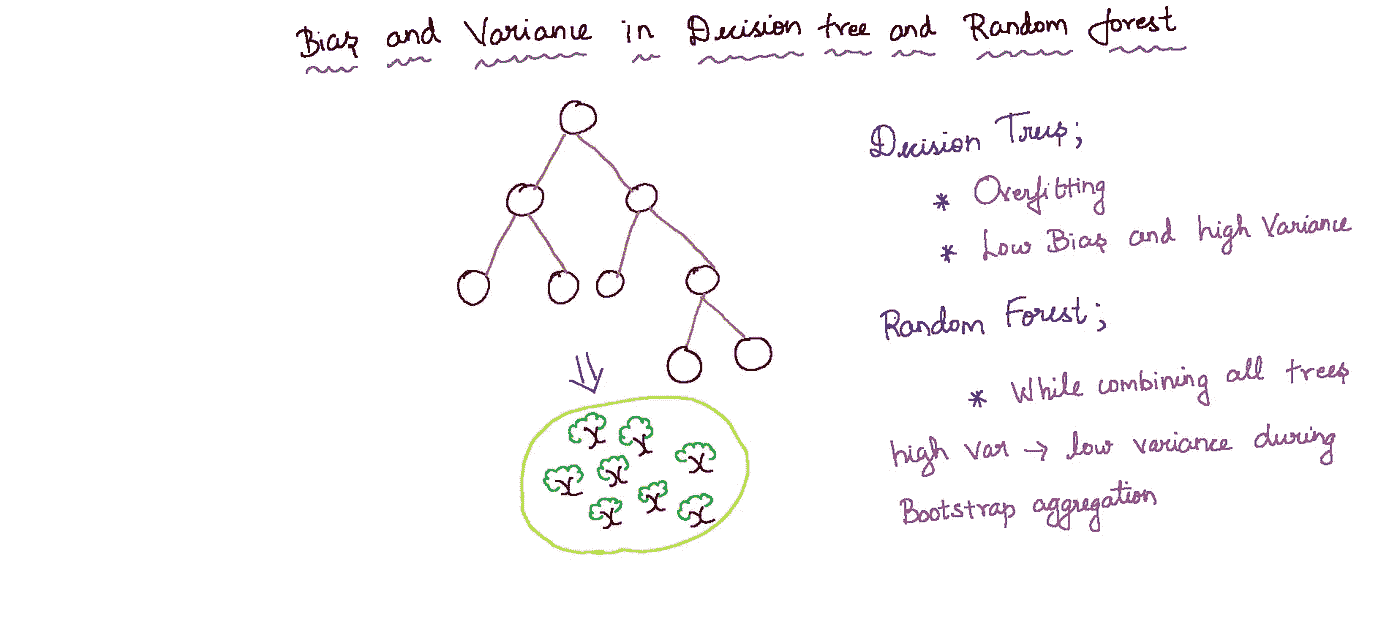 Bias and Variance in Decision tree and Random forest
Decision Trees;
* Overfitting
* Low Bias and high Variance
Random Forest;
* While combining all trees
high var → low variance during
Bootstrap aggregation